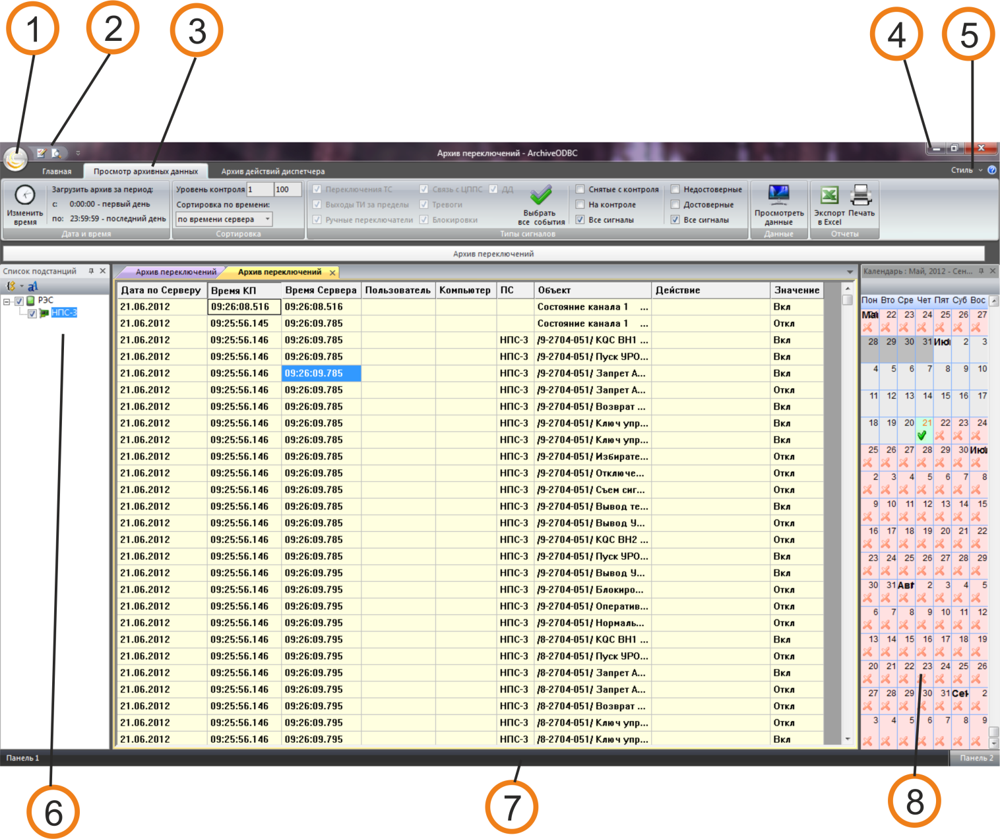 1 2 3 4 5
Архив переключений - ArchiveODBC
Главная Просмотр архивных данных Архив действий диспетчера Стиль
Загрузить архив за период: Уровень контроля 1 100 Переключения ТС Связь с ЦППС ДД Снятые с контроля Недостоверные
с: 0:00:00 - первый день Сортировка по времени: Выходы ТИ за пределы Тревоги На контроле Достоверные
Изменить время по: 23:59:59 - последний день по времени сервера Ручные переключатели Блокировки Выбрать все события Все сигналы Все сигналы Просмотреть данные Экспорт в Excel Печать
Дата и время Сортировка Типы сигналов Данные Отчеты
Архив переключений
Список подстанций
РЭС
НПС-3
Архив переключений Архив переключений
Дата по Серверу Время КП Время Сервера Пользователь Компьютер ПС Объект Действие Значение
21.06.2012 09:26:08.516 09:26:08.516 Состояние канала 1 ... Вкл
21.06.2012 09:25:56.145 09:26:09.785 Состояние канала 1 ... Откл
21.06.2012 09:25:56.146 09:26:09.785 НПС-3 /9-2704-051/ KQC ВН1 ... Вкл
21.06.2012 09:25:56.146 09:26:09.785 НПС-3 /9-2704-051/ Пуск УРО... Вкл
21.06.2012 09:25:56.146 09:26:09.785 НПС-3 /9-2704-051/ Запрет А... Вкл
21.06.2012 09:25:56.146 09:26:09.785 НПС-3 /9-2704-051/ Запрет А... Откл
21.06.2012 09:25:56.146 09:26:09.785 НПС-3 /9-2704-051/ Возврат ... Вкл
21.06.2012 09:25:56.146 09:26:09.785 НПС-3 /9-2704-051/ Ключ упр... Вкл
21.06.2012 09:25:56.146 09:26:09.785 НПС-3 /9-2704-051/ Ключ упр... Вкл
21.06.2012 09:25:56.146 09:26:09.785 НПС-3 /9-2704-051/ Избирате... Откл
21.06.2012 09:25:56.146 09:26:09.785 НПС-3 /9-2704-051/ Отключе... Откл
21.06.2012 09:25:56.146 09:26:09.785 НПС-3 /9-2704-051/ Съем сиг... Откл
21.06.2012 09:25:56.146 09:26:09.785 НПС-3 /9-2704-051/ Вывод те... Вкл
21.06.2012 09:25:56.146 09:26:09.785 НПС-3 /9-2704-051/ Вывод У... Откл
21.06.2012 09:25:56.146 09:26:09.785 НПС-3 /9-2704-051/ KQC ВН2 ... Откл
21.06.2012 09:25:56.146 09:26:09.785 НПС-3 /9-2704-051/ Пуск УРО... Вкл
21.06.2012 09:25:56.146 09:26:09.785 НПС-3 /9-2704-051/ Вывод У... Вкл
21.06.2012 09:25:56.146 09:26:09.795 НПС-3 /9-2704-051/ Блокиро... Откл
21.06.2012 09:25:56.146 09:26:09.795 НПС-3 /9-2704-051/ Оператив... Откл
21.06.2012 09:25:56.146 09:26:09.795 НПС-3 /9-2704-051/ Нормаль... Откл
21.06.2012 09:25:56.146 09:26:09.795 НПС-3 /8-2704-051/ KQC ВН1 ... Вкл
21.06.2012 09:25:56.146 09:26:09.795 НПС-3 /8-2704-051/ Пуск УРО... Откл
21.06.2012 09:25:56.146 09:26:09.795 НПС-3 /8-2704-051/ Запрет А... Вкл
21.06.2012 09:25:56.146 09:26:09.795 НПС-3 /8-2704-051/ Запрет А... Откл
21.06.2012 09:25:56.146 09:26:09.795 НПС-3 /8-2704-051/ Возврат ... Откл
21.06.2012 09:25:56.146 09:26:09.795 НПС-3 /8-2704-051/ Ключ упр... Откл
21.06.2012 09:25:56.146 09:26:09.795 НПС-3 /8-2704-051/ Ключ упр... Вкл
Календарь : Май, 2012 - Сен...
Пон Вто Сре Чет Пят Суб Вос
22 23 24 25 26 27
28 29 30 31 2 3
4 5 6 7 8 9 10
11 12 13 14 15 16 17
18 19 20 21 22 23 24
25 26 27 28 29 30
2 3 4 5 6 7 8
9 10 11 12 13 14 15
16 17 18 19 20 21 22
23 24 25 26 27 28 29
30 31 2 3 4 5
6 7 8 9 10 11 12
13 14 15 16 17 18 19
20 21 22 23 24 25 26
27 28 29 30 31 2
3 4 5 6 7 8 9
Панель 1 Панель 2
6 7 8